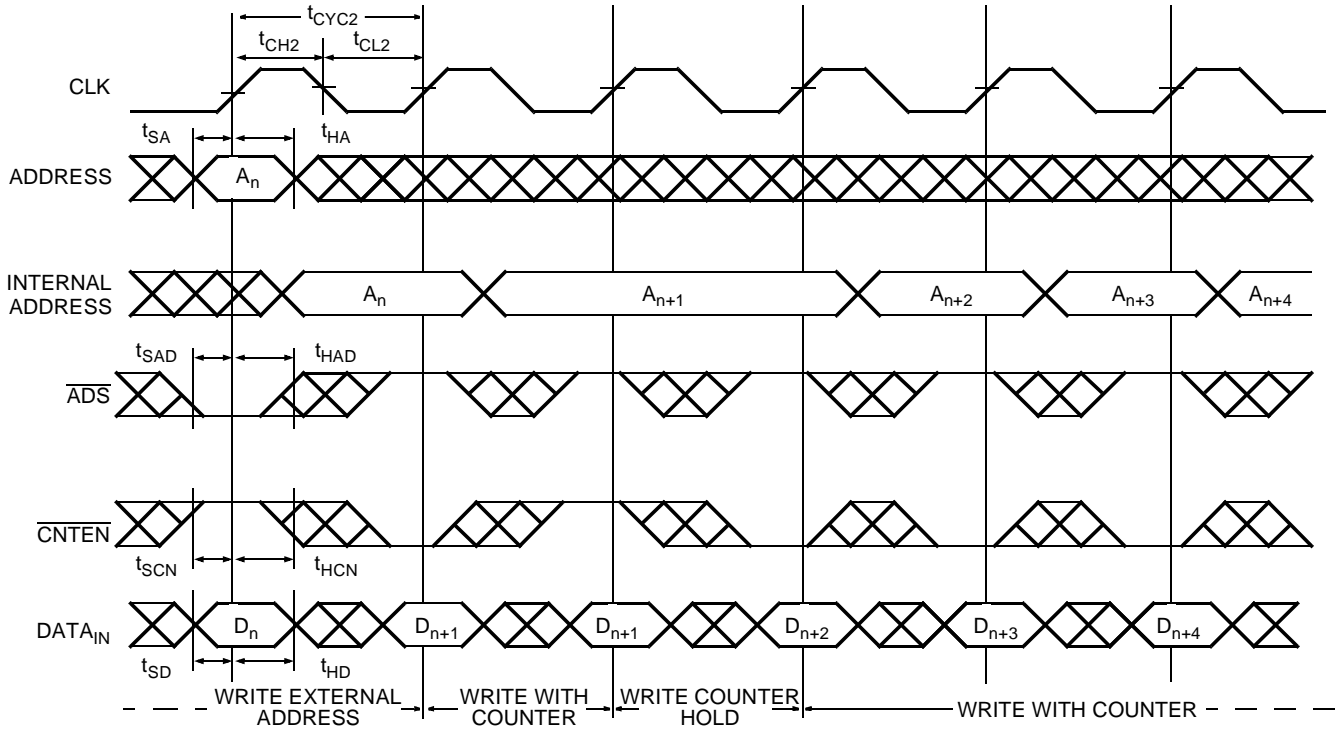 tCYC2
tCH2
tCL2
CLK
tSA
tHA
ADDRESS
An
INTERNAL
ADDRESS
An
An+1
An+2
An+3
An+4
tSAD
tHAD
ADS
CNTEN
tSCN
tHCN
DATAIN
Dn
Dn+1
Dn+1
Dn+2
Dn+3
Dn+4
tSD
tHD
WRITE EXTERNAL
ADDRESS
WRITE WITH
COUNTER
WRITE COUNTER
HOLD
WRITE WITH COUNTER